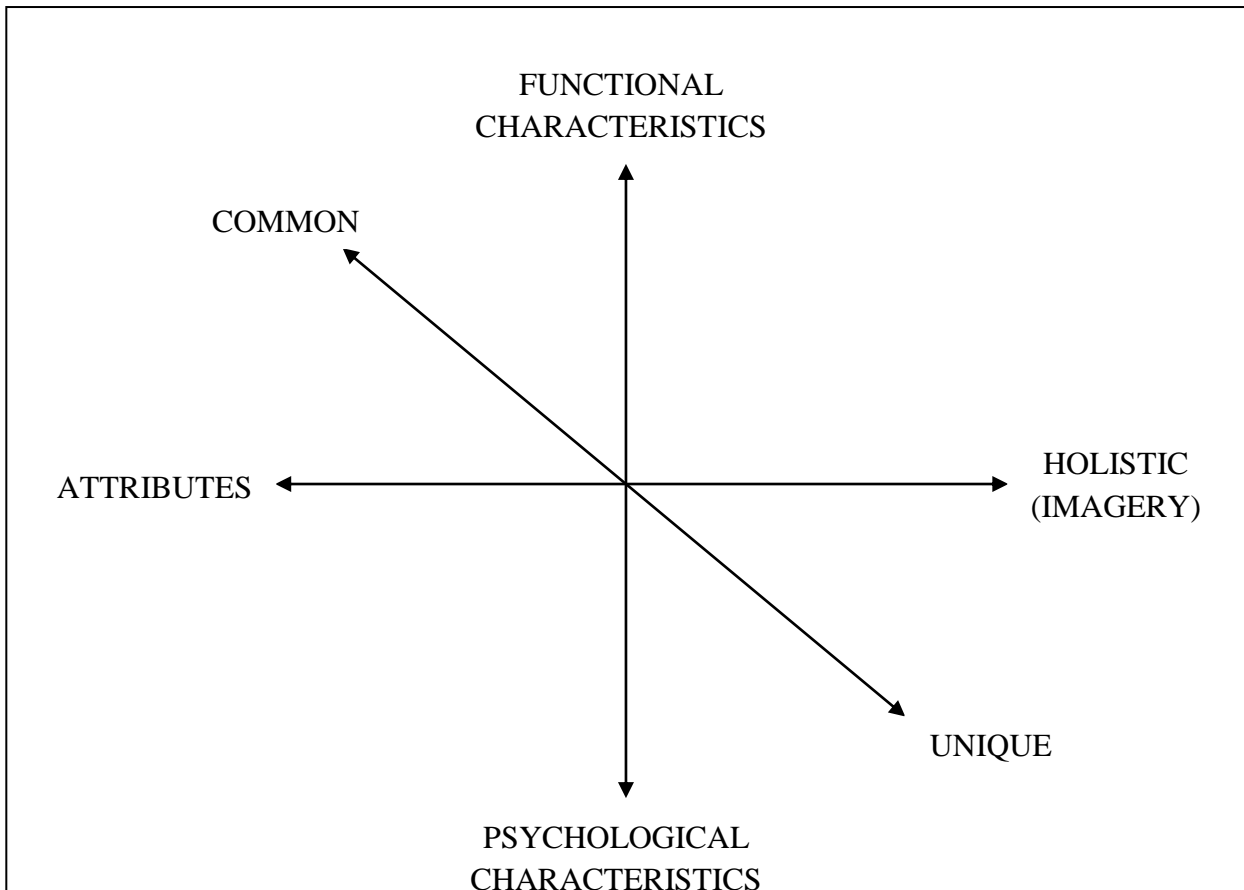 FUNCTIONAL
CHARACTERISTICS
COMMON
ATTRIBUTES
HOLISTIC
(IMAGERY)
UNIQUE
PSYCHOLOGICAL
CHARACTERISTICS